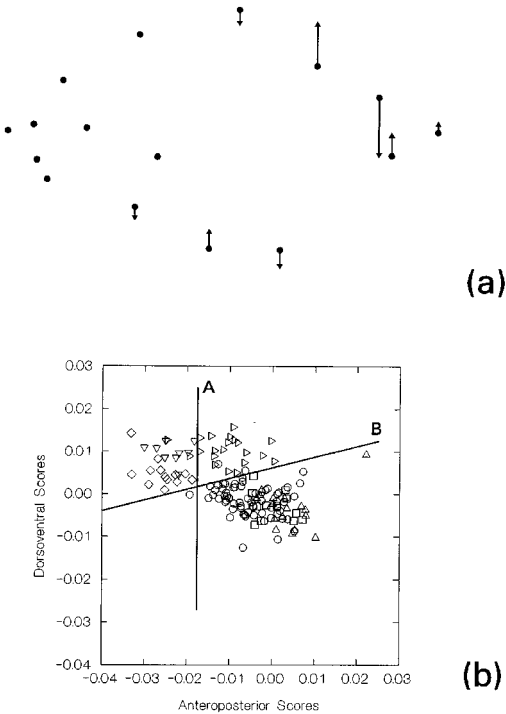 (a)
0.03
0.02
0.01
0.00
-0.01
-0.02
-0.03
-0.04
Dorsoventral Scores
A
B
-0.04 -0.03 -0.02 -0.01 0.00 0.01 0.02 0.03
Anteroposterior Scores
(b)